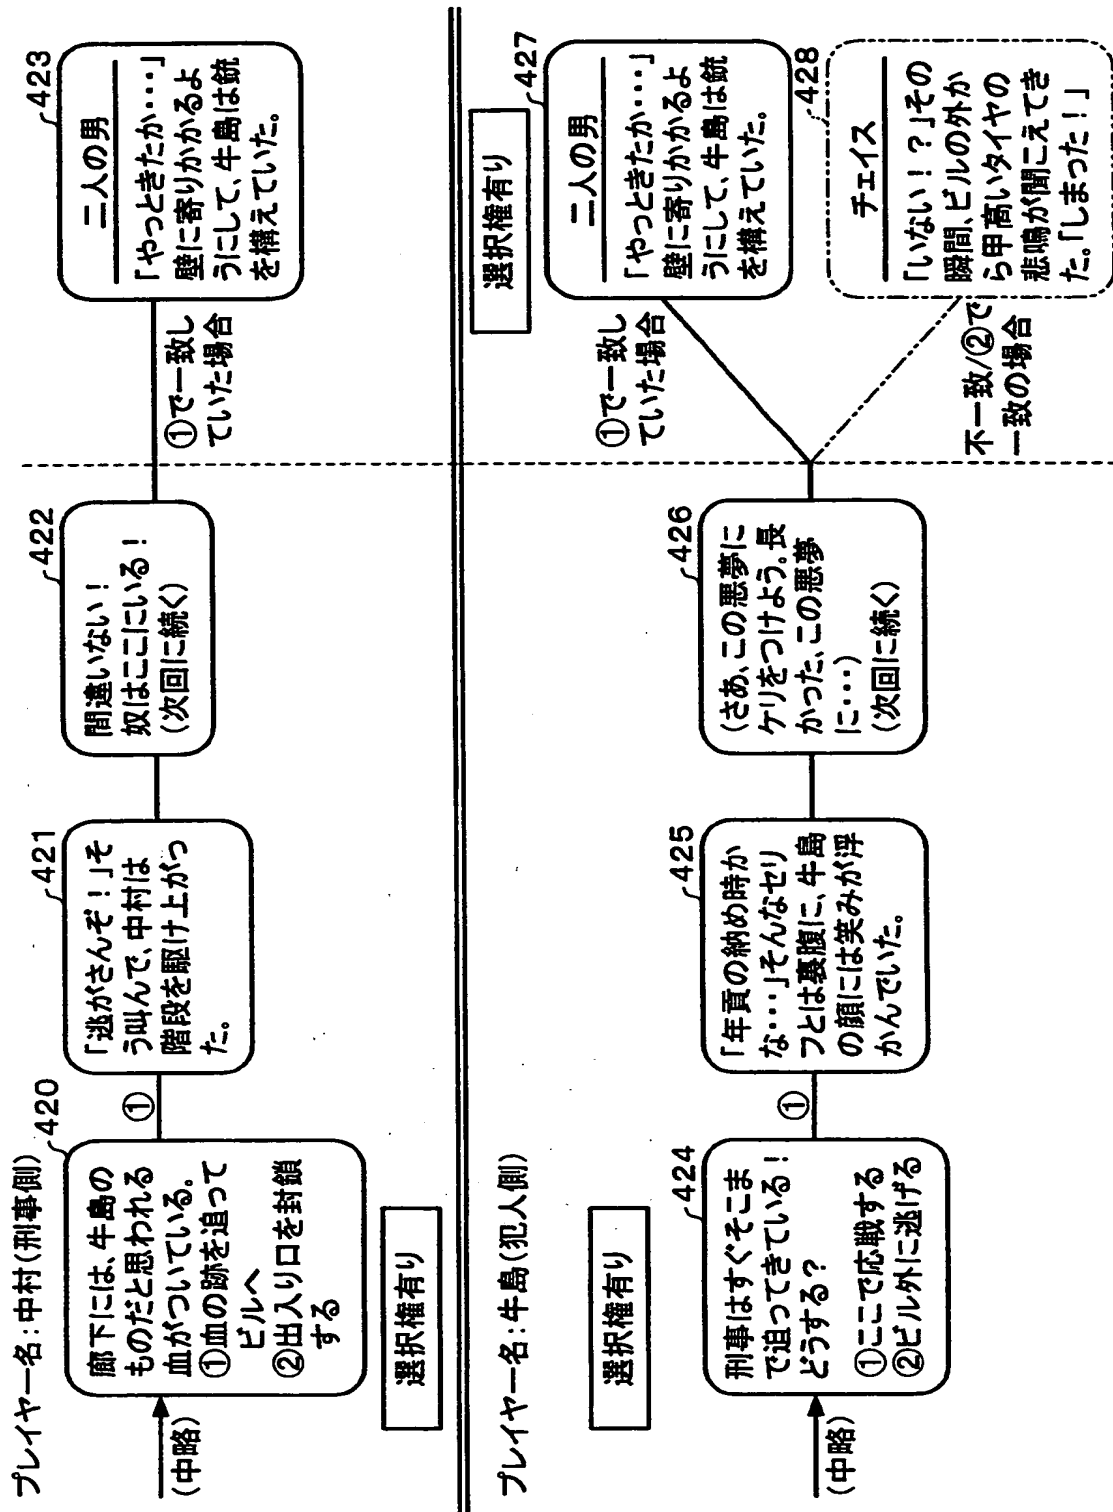 プレイヤー名:中村(刑事側)
(中略)
420
廊下には、牛島の
ものだと思われる
血がついている。
①血の跡を追って
ビルへ
②出入り口を封鎖
する
選択権有り
①
421
「逃がさんぞ!」そ
う叫んで、中村は
階段を駆け上がっ
た。
422
間違いない!
奴はここにいる!
(次回に続く)
①で一致し
ていた場合
423
二人の男
「やっときたか・・・」
壁に寄りかかるよ
うにして、牛島は銃
を構えていた。
プレイヤー名:牛島(犯人側)
選択権有り
(中略)
424
刑事はすぐそこま
で迫ってきている!
どうする?
①ここで応戦する
②ビル外に逃げる
①
425
「年貢の納め時か
な・・・」そんなセリ
フとは裏腹に、牛島
の顔には笑みが浮
かんでいた。
426
(さあ、この悪夢に
ケリをつけよう。長
かった、この悪夢
に・・・)
(次回に続く)
①で一致し
ていた場合
不一致/②で
一致の場合
選択権有り
427
二人の男
「やっときたか・・・」
壁に寄りかかるよ
うにして、牛島は銃
を構えていた。
428
チェイス
「いない!?」その
瞬間、ビルの外か
ら甲高いタイヤの
悲鳴が聞こえてき
た。「しまった!」